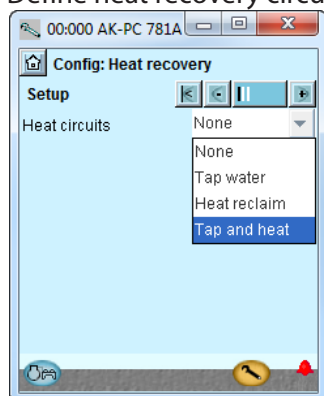 Define heat recovery circu
00:000 AK-PC 781A
Config: Heat recovery
Setup
Heat circuits None
None
Tap water
Heat reclaim
Tap and heat